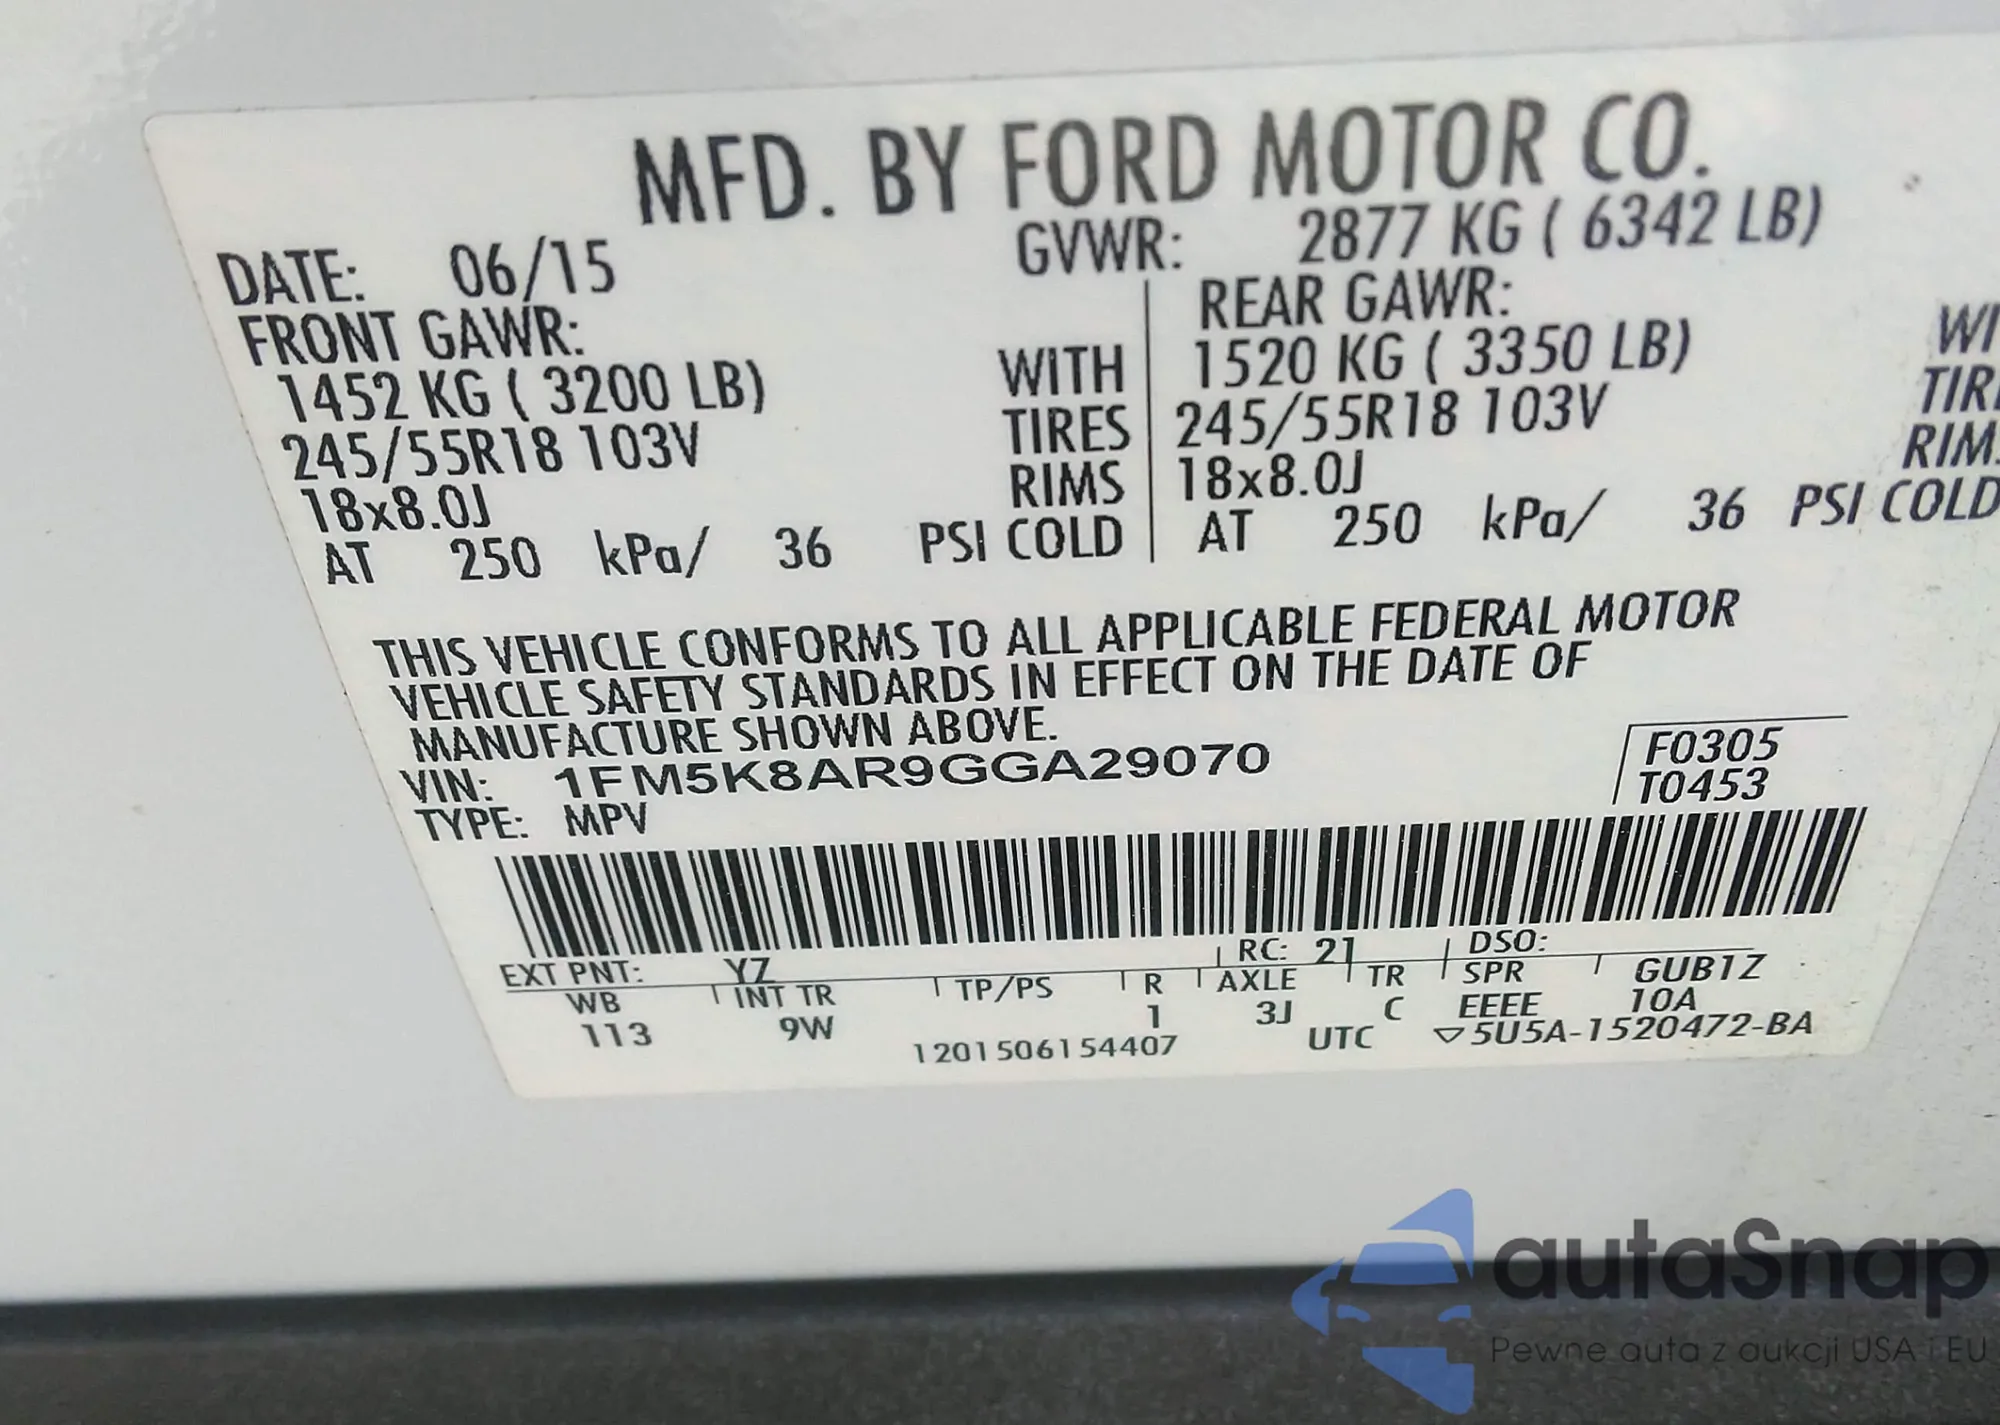 MFD. BY FORD MOTOR CO.
DATE: 06/15 GVWR: 2877 KG ( 6342 LB)
FRONT GAWR: REAR GAWR:
1452 KG ( 3200 LB) WITH 1520 KG ( 3350 LB) WI
245/55R18 103V TIRES 245/55R18 103V TIR
18x8.0J RIMS 18x8.0J RIM
AT 250 kPa/ 36 PSI COLD AT 250 kPa/ 36 PSI COLD
THIS VEHICLE CONFORMS TO ALL APPLICABLE FEDERAL MOTOR
VEHICLE SAFETY STANDARDS IN EFFECT ON THE DATE OF
MANUFACTURE SHOWN ABOVE.
VIN: 1FM5K8AR9GGA29070 F0305
TYPE: MPV T0453
EXT PNT: YZ RC: 21 DSO:
WB INT TR TP/PS R AXLE TR SPR GUB1Z
113 9W 1 3J C EEEE 10A
1201506154407 UTC ▽5U5A-1520472-BA
autaSnap
Pewne auta z aukcji USA i EU